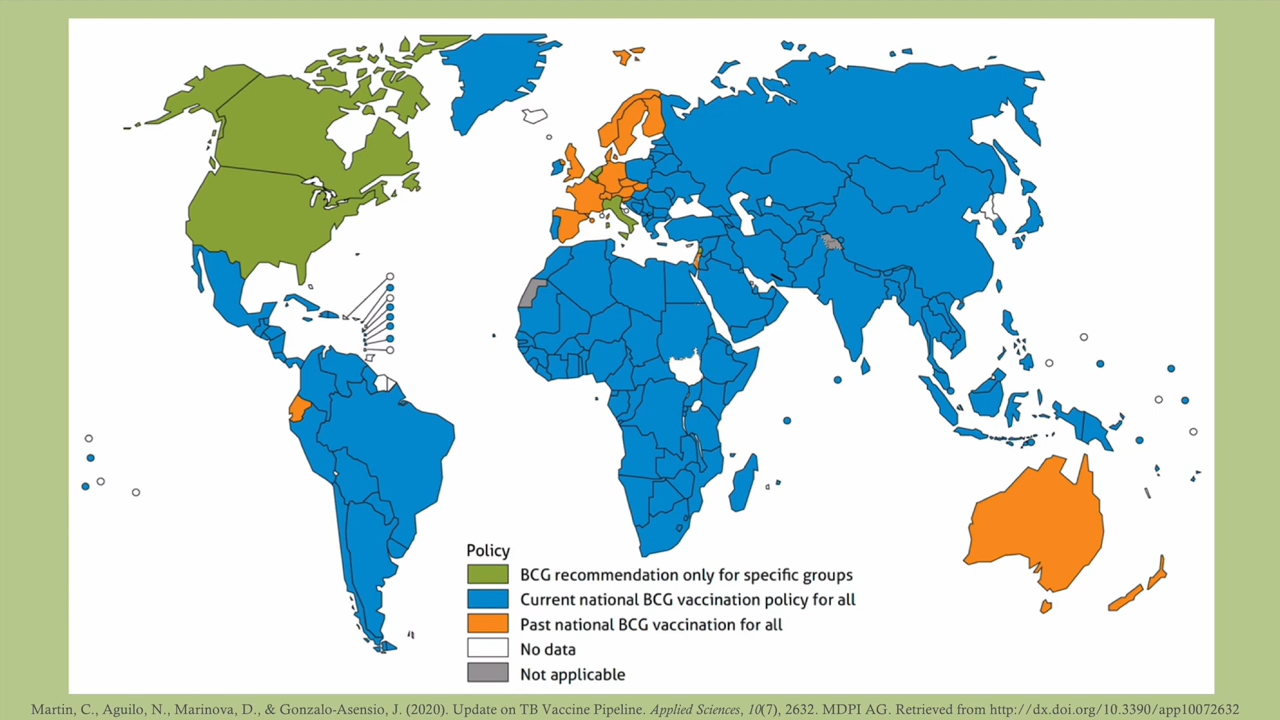 Policy
BCG recommendation only for specific groups
Current national BCG vaccination policy for all
Past national BCG vaccination for all
No data
Not applicable
Martin, C., Aguilo, N., Marinova, D., & Gonzalo-Asensio, J. (2020). Update on TB Vaccine Pipeline. Applied Sciences, 10(7), 2632. MDPI AG. Retrieved from http://dx.doi.org/10.3390/app10072632